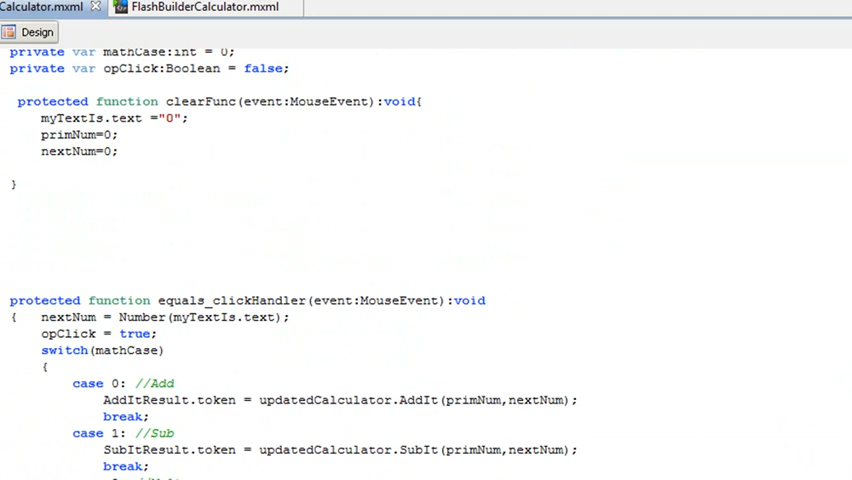 Calculator.mxml
FlashBuilderCalculator.mxml
Design
private var mathCase:int = 0;
private var opClick:Boolean = false;
protected function clearFunc(event:MouseEvent):void{
myTextIs.text ="0";
primNum=0;
nextNum=0;
}
protected function equals_clickHandler(event:MouseEvent):void
{ nextNum = Number(myTextIs.text);
opClick = true;
switch(mathCase)
{
case 0: //Add
AddItResult.token = updatedCalculator.AddIt(primNum,nextNum);
break;
case 1: //Sub
SubItResult.token = updatedCalculator.SubIt(primNum,nextNum);
break;